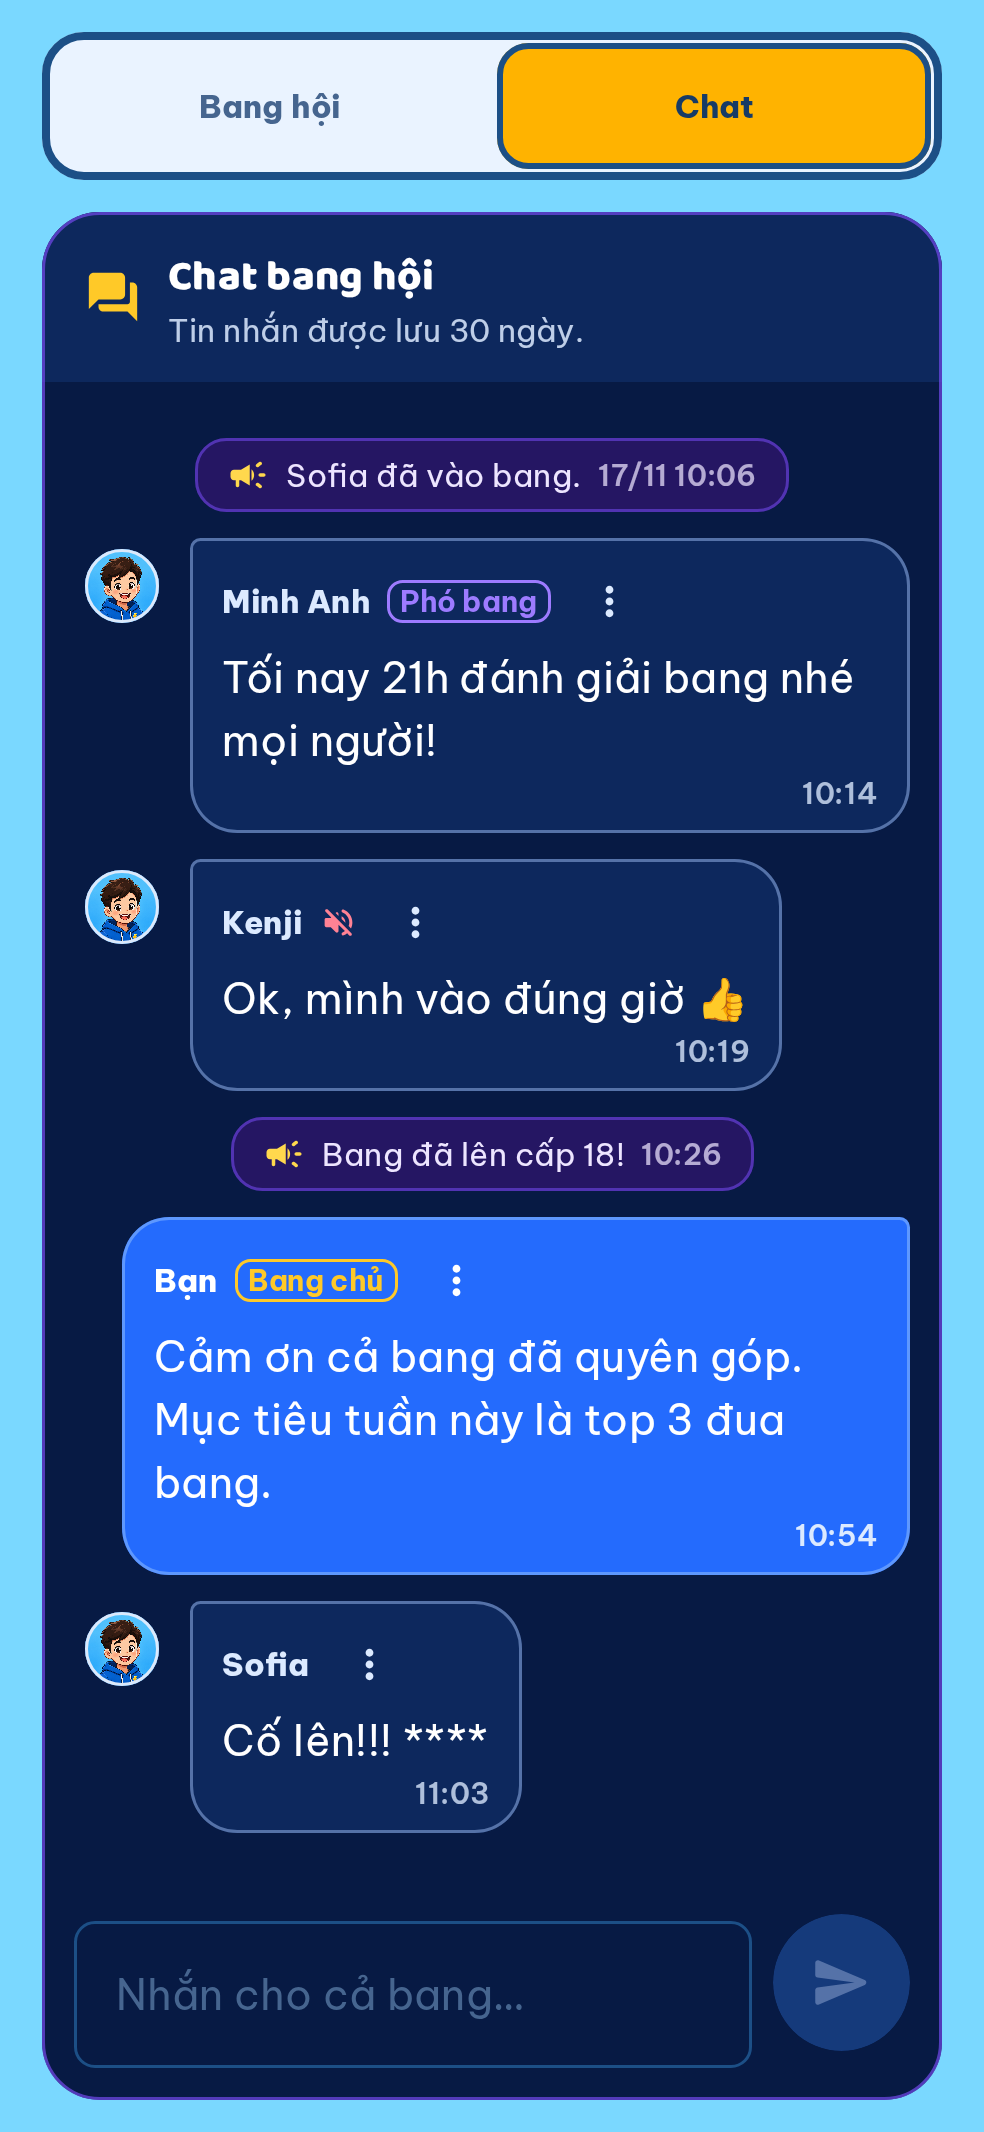 Bang hội
Chat
Chat bang hội
Tin nhắn được lưu 30 ngày.
Sofia đã vào bang. 17/11 10:06
Minh Anh Phó bang
Tối nay 21h đánh giải bang nhé
mọi người!
10:14
Kenji
Ok, mình vào đúng giờ 👍
10:19
Bang đã lên cấp 18! 10:26
Bạn Bang chủ
Cảm ơn cả bang đã quyên góp.
Mục tiêu tuần này là top 3 đua
bang.
10:54
Sofia
Cố lên!!! ****
11:03
Nhắn cho cả bang...